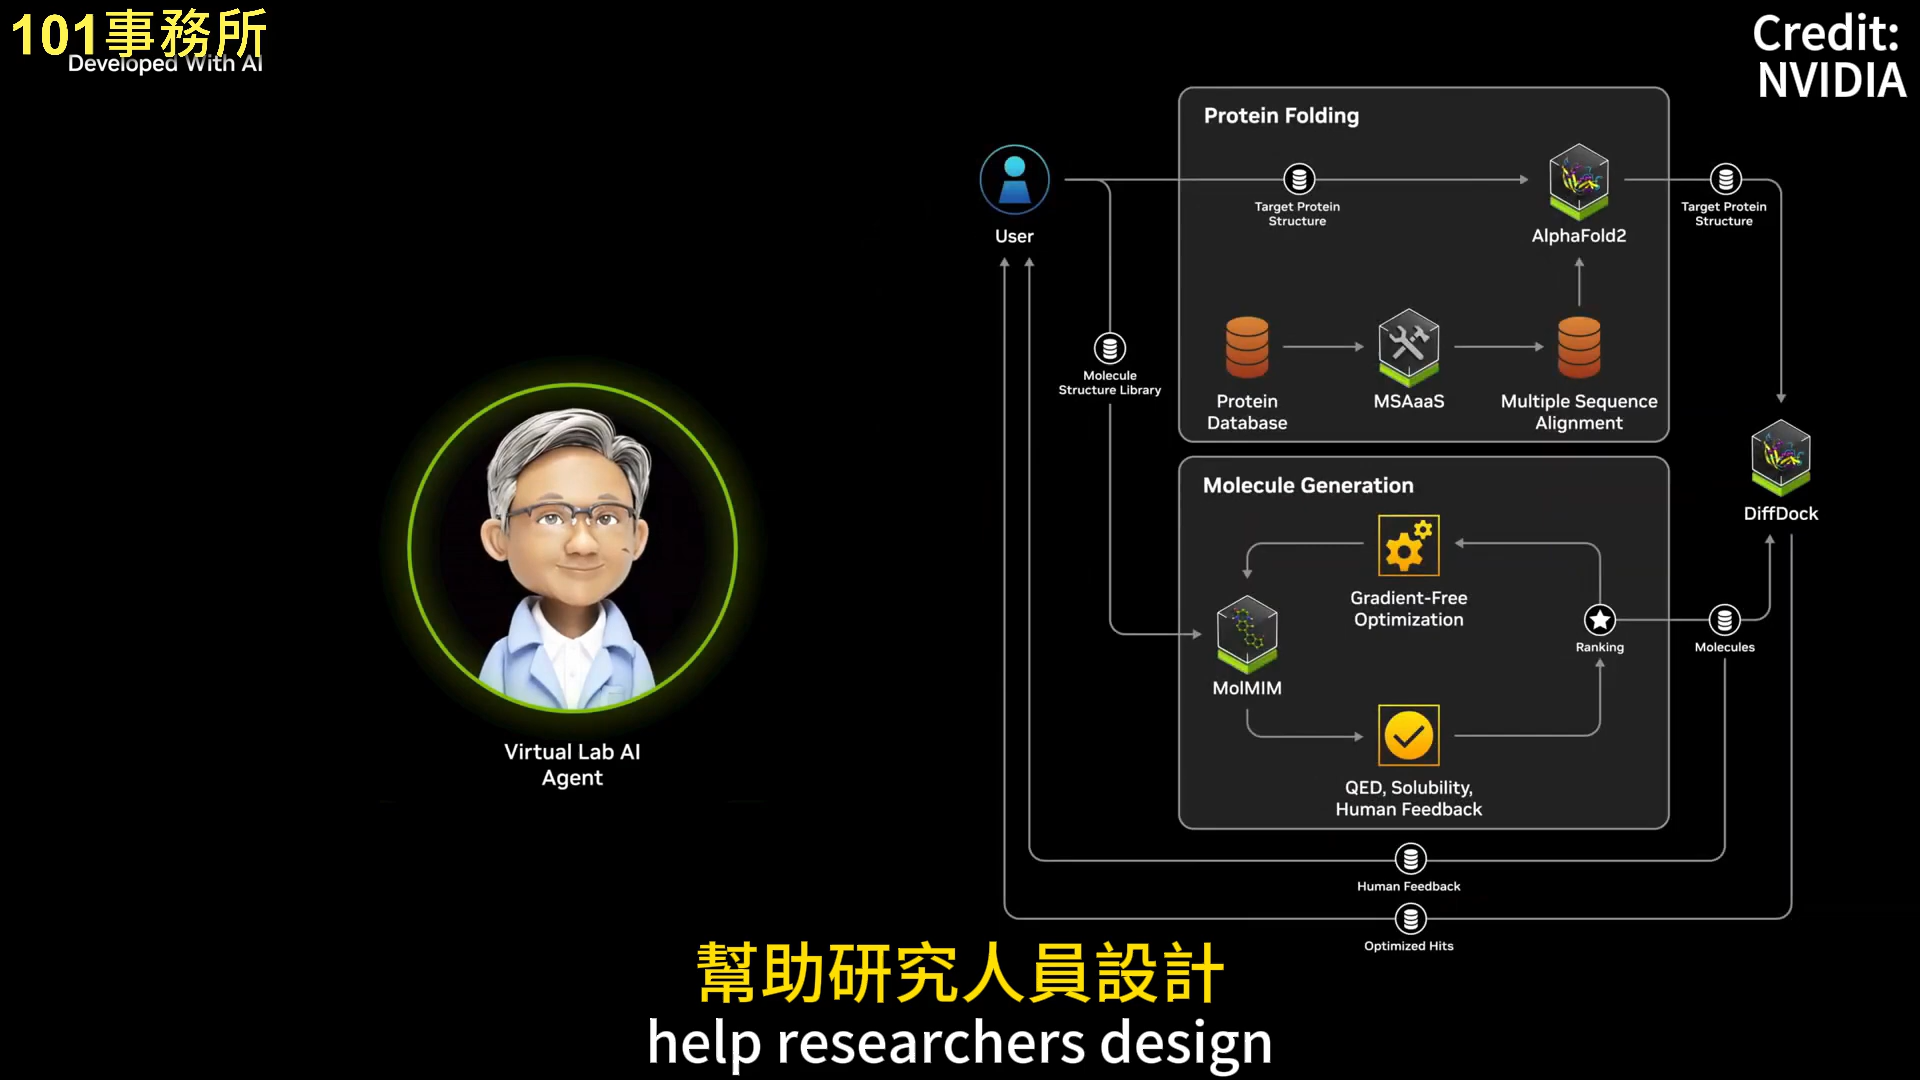 101事務所
Developed With AI
Credit:
NVIDIA
Protein Folding
User
Target Protein
Structure
AlphaFold2
Target Protein
Structure
Molecule
Structure Library
Protein
Database
MSAaaS
Multiple Sequence
Alignment
DiffDock
Molecule Generation
Gradient-Free
Optimization
MolMIM
Ranking
Molecules
QED, Solubility,
Human Feedback
Virtual Lab AI
Agent
Human Feedback
Optimized Hits
幫助研究人員設計
help researchers design